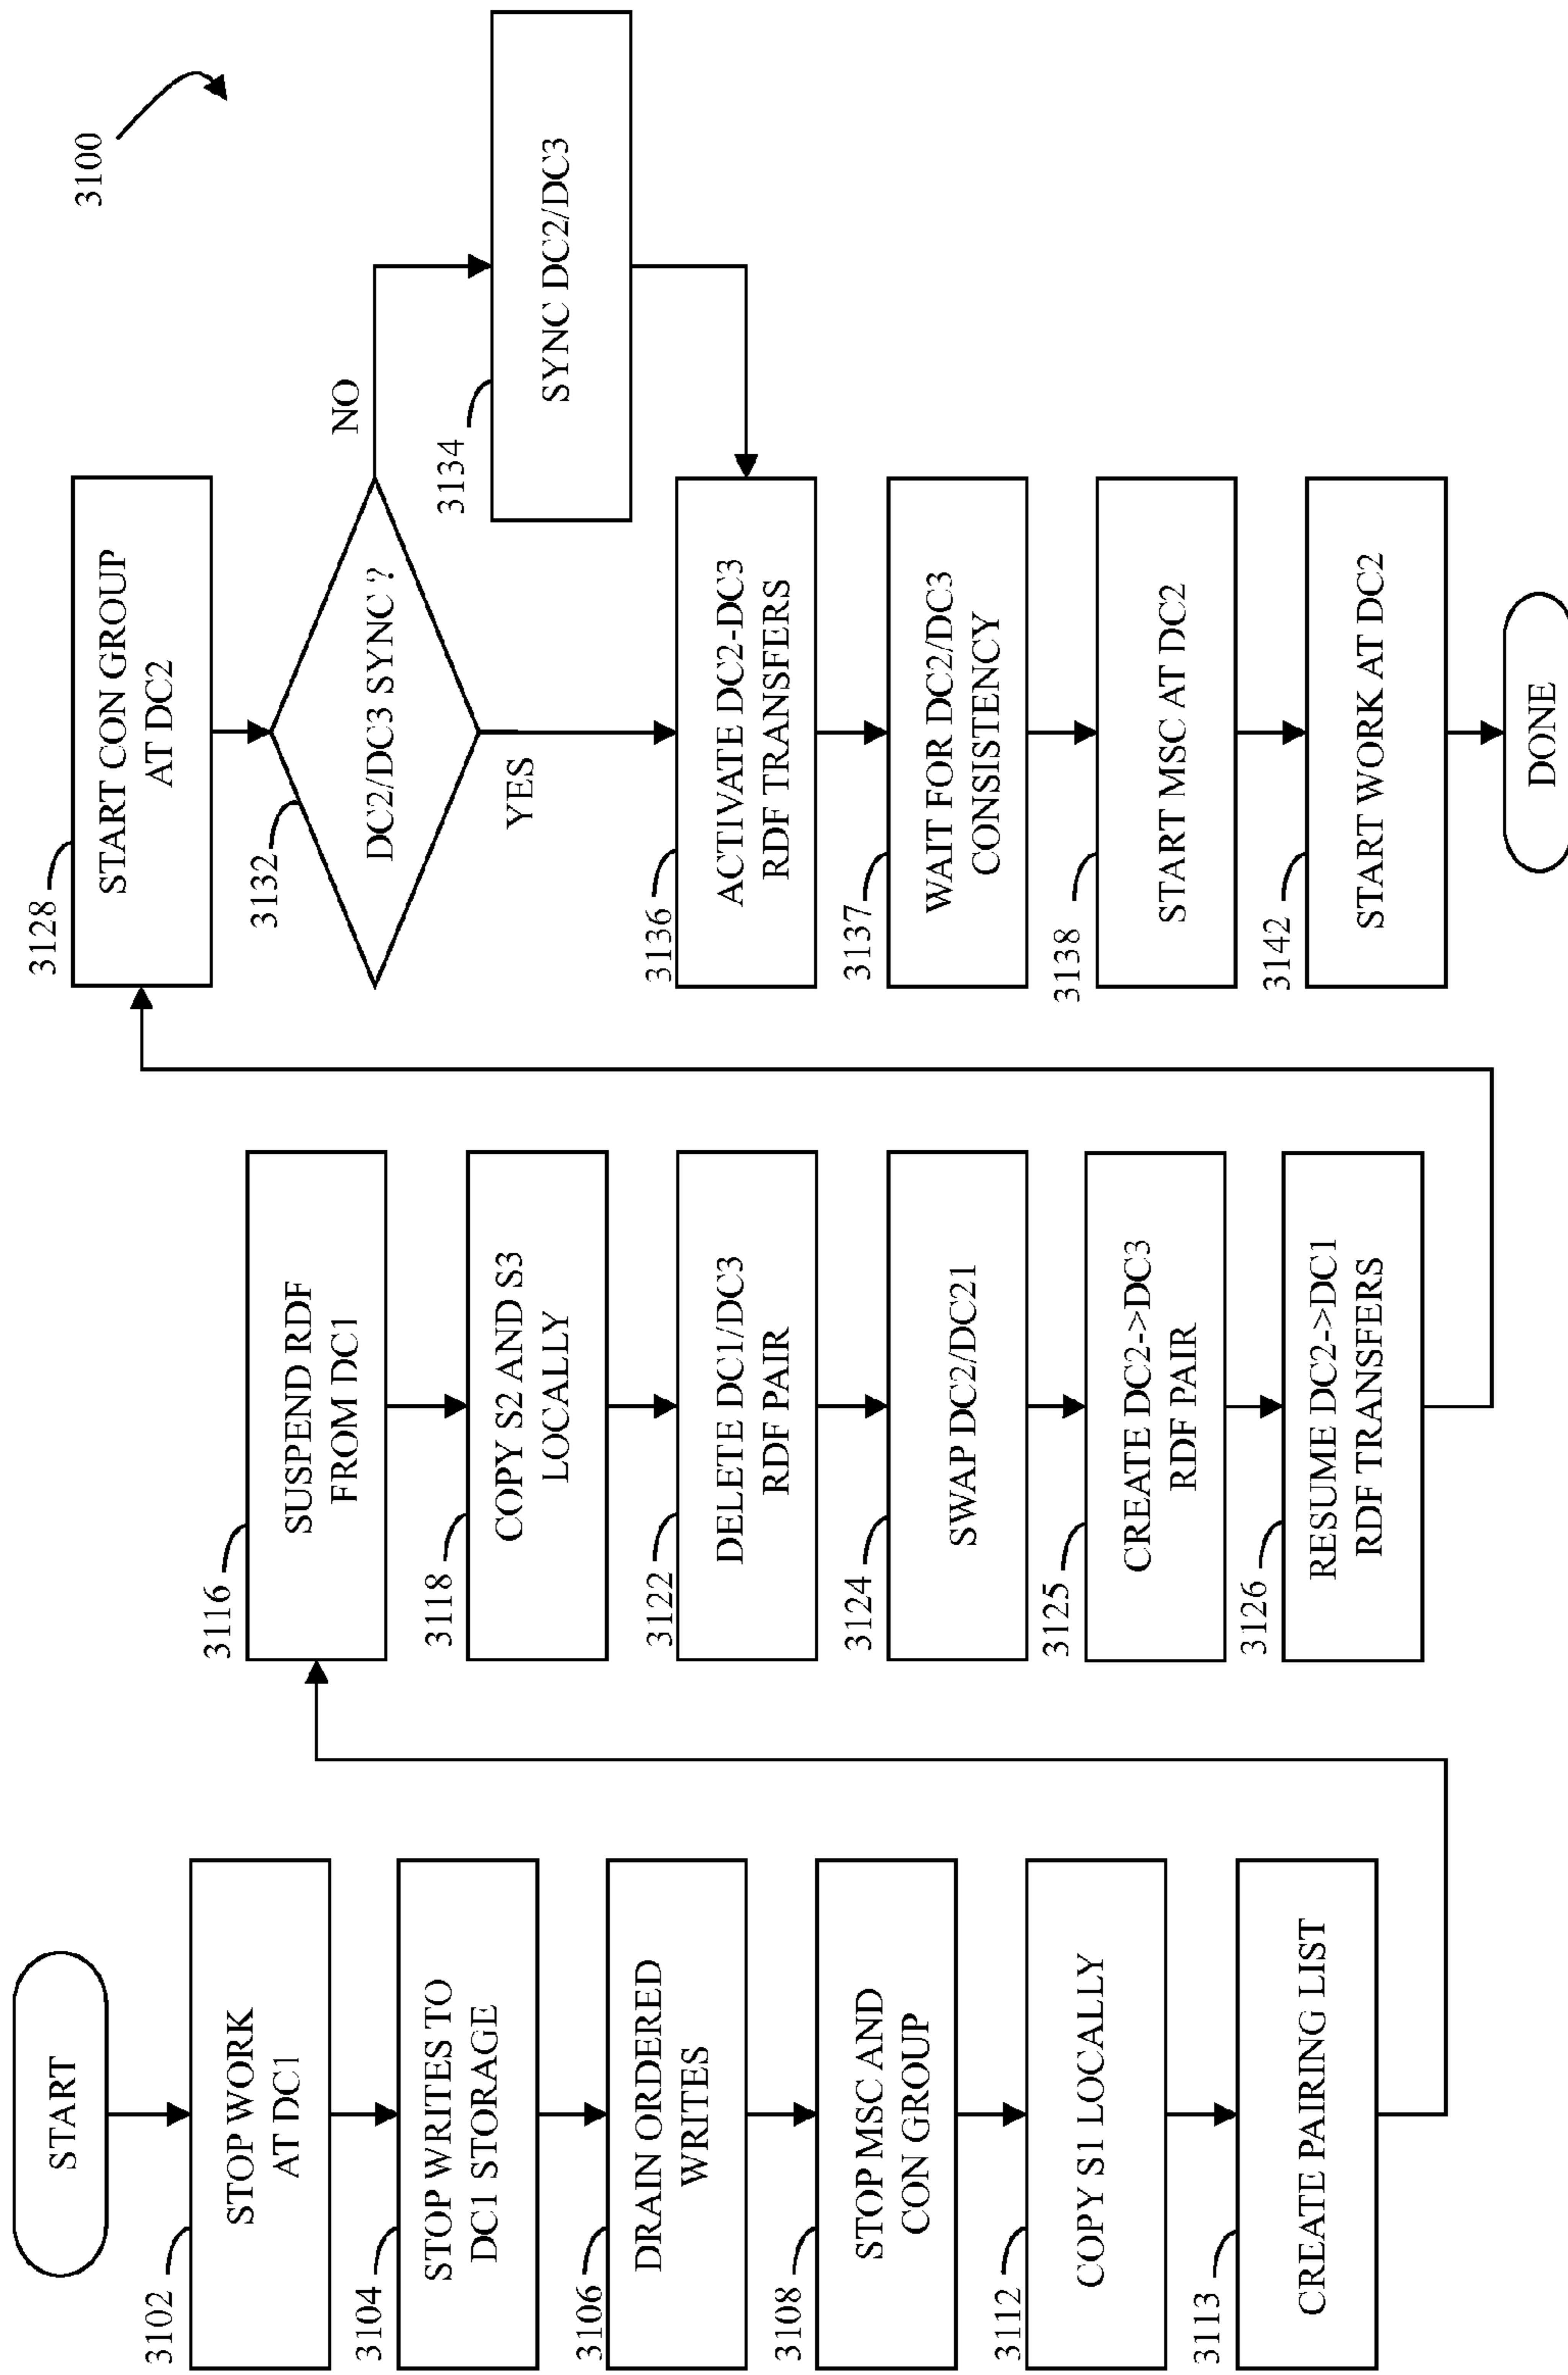 3100
START
3102
STOP WORK
AT DC1
3104
STOP WRITES TO
DC1 STORAGE
3106
DRAIN ORDERED
WRITES
3108
STOP MSC AND
CON GROUP
3112
COPY S1 LOCALLY
3113
CREATE PAIRING LIST
3116
SUSPEND RDF
FROM DC1
3118
COPY S2 AND S3
LOCALLY
3122
DELETE DC1/DC3
RDF PAIR
3124
SWAP DC2/DC21
3125
CREATE DC2->DC3
RDF PAIR
3126
RESUME DC2->DC1
RDF TRANSFERS
3128
START CON GROUP
AT DC2
3132
DC2/DC3 SYNC ?
NO
YES
3134
SYNC DC2/DC3
3136
ACTIVATE DC2-DC3
RDF TRANSFERS
3137
WAIT FOR DC2/DC3
CONSISTENCY
3138
START MSC AT DC2
3142
START WORK AT DC2
DONE